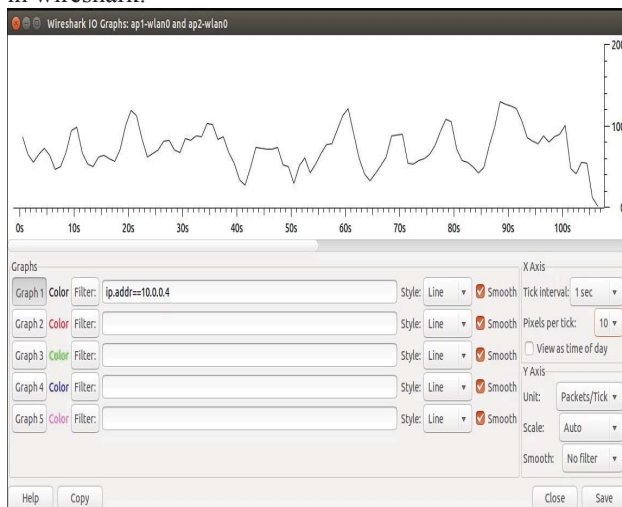 in wireshark.
Wireshark IO Graphs: ap1-wlan0 and ap2-wlan0
200
100
0
0s 10s 20s 30s 40s 50s 60s 70s 80s 90s 100s
Graphs
Graph 1 Color Filter: ip.addr==10.0.0.4 Style: Line Smooth
Graph 2 Color Filter: Style: Line Smooth
Graph 3 Color Filter: Style: Line Smooth
Graph 4 Color Filter: Style: Line Smooth
Graph 5 Color Filter: Style: Line Smooth
X Axis
Tick interval: 1 sec
Pixels per tick: 10
View as time of day
Y Axis
Unit: Packets/Tick
Scale: Auto
Smooth: No filter
Help Copy Close Save